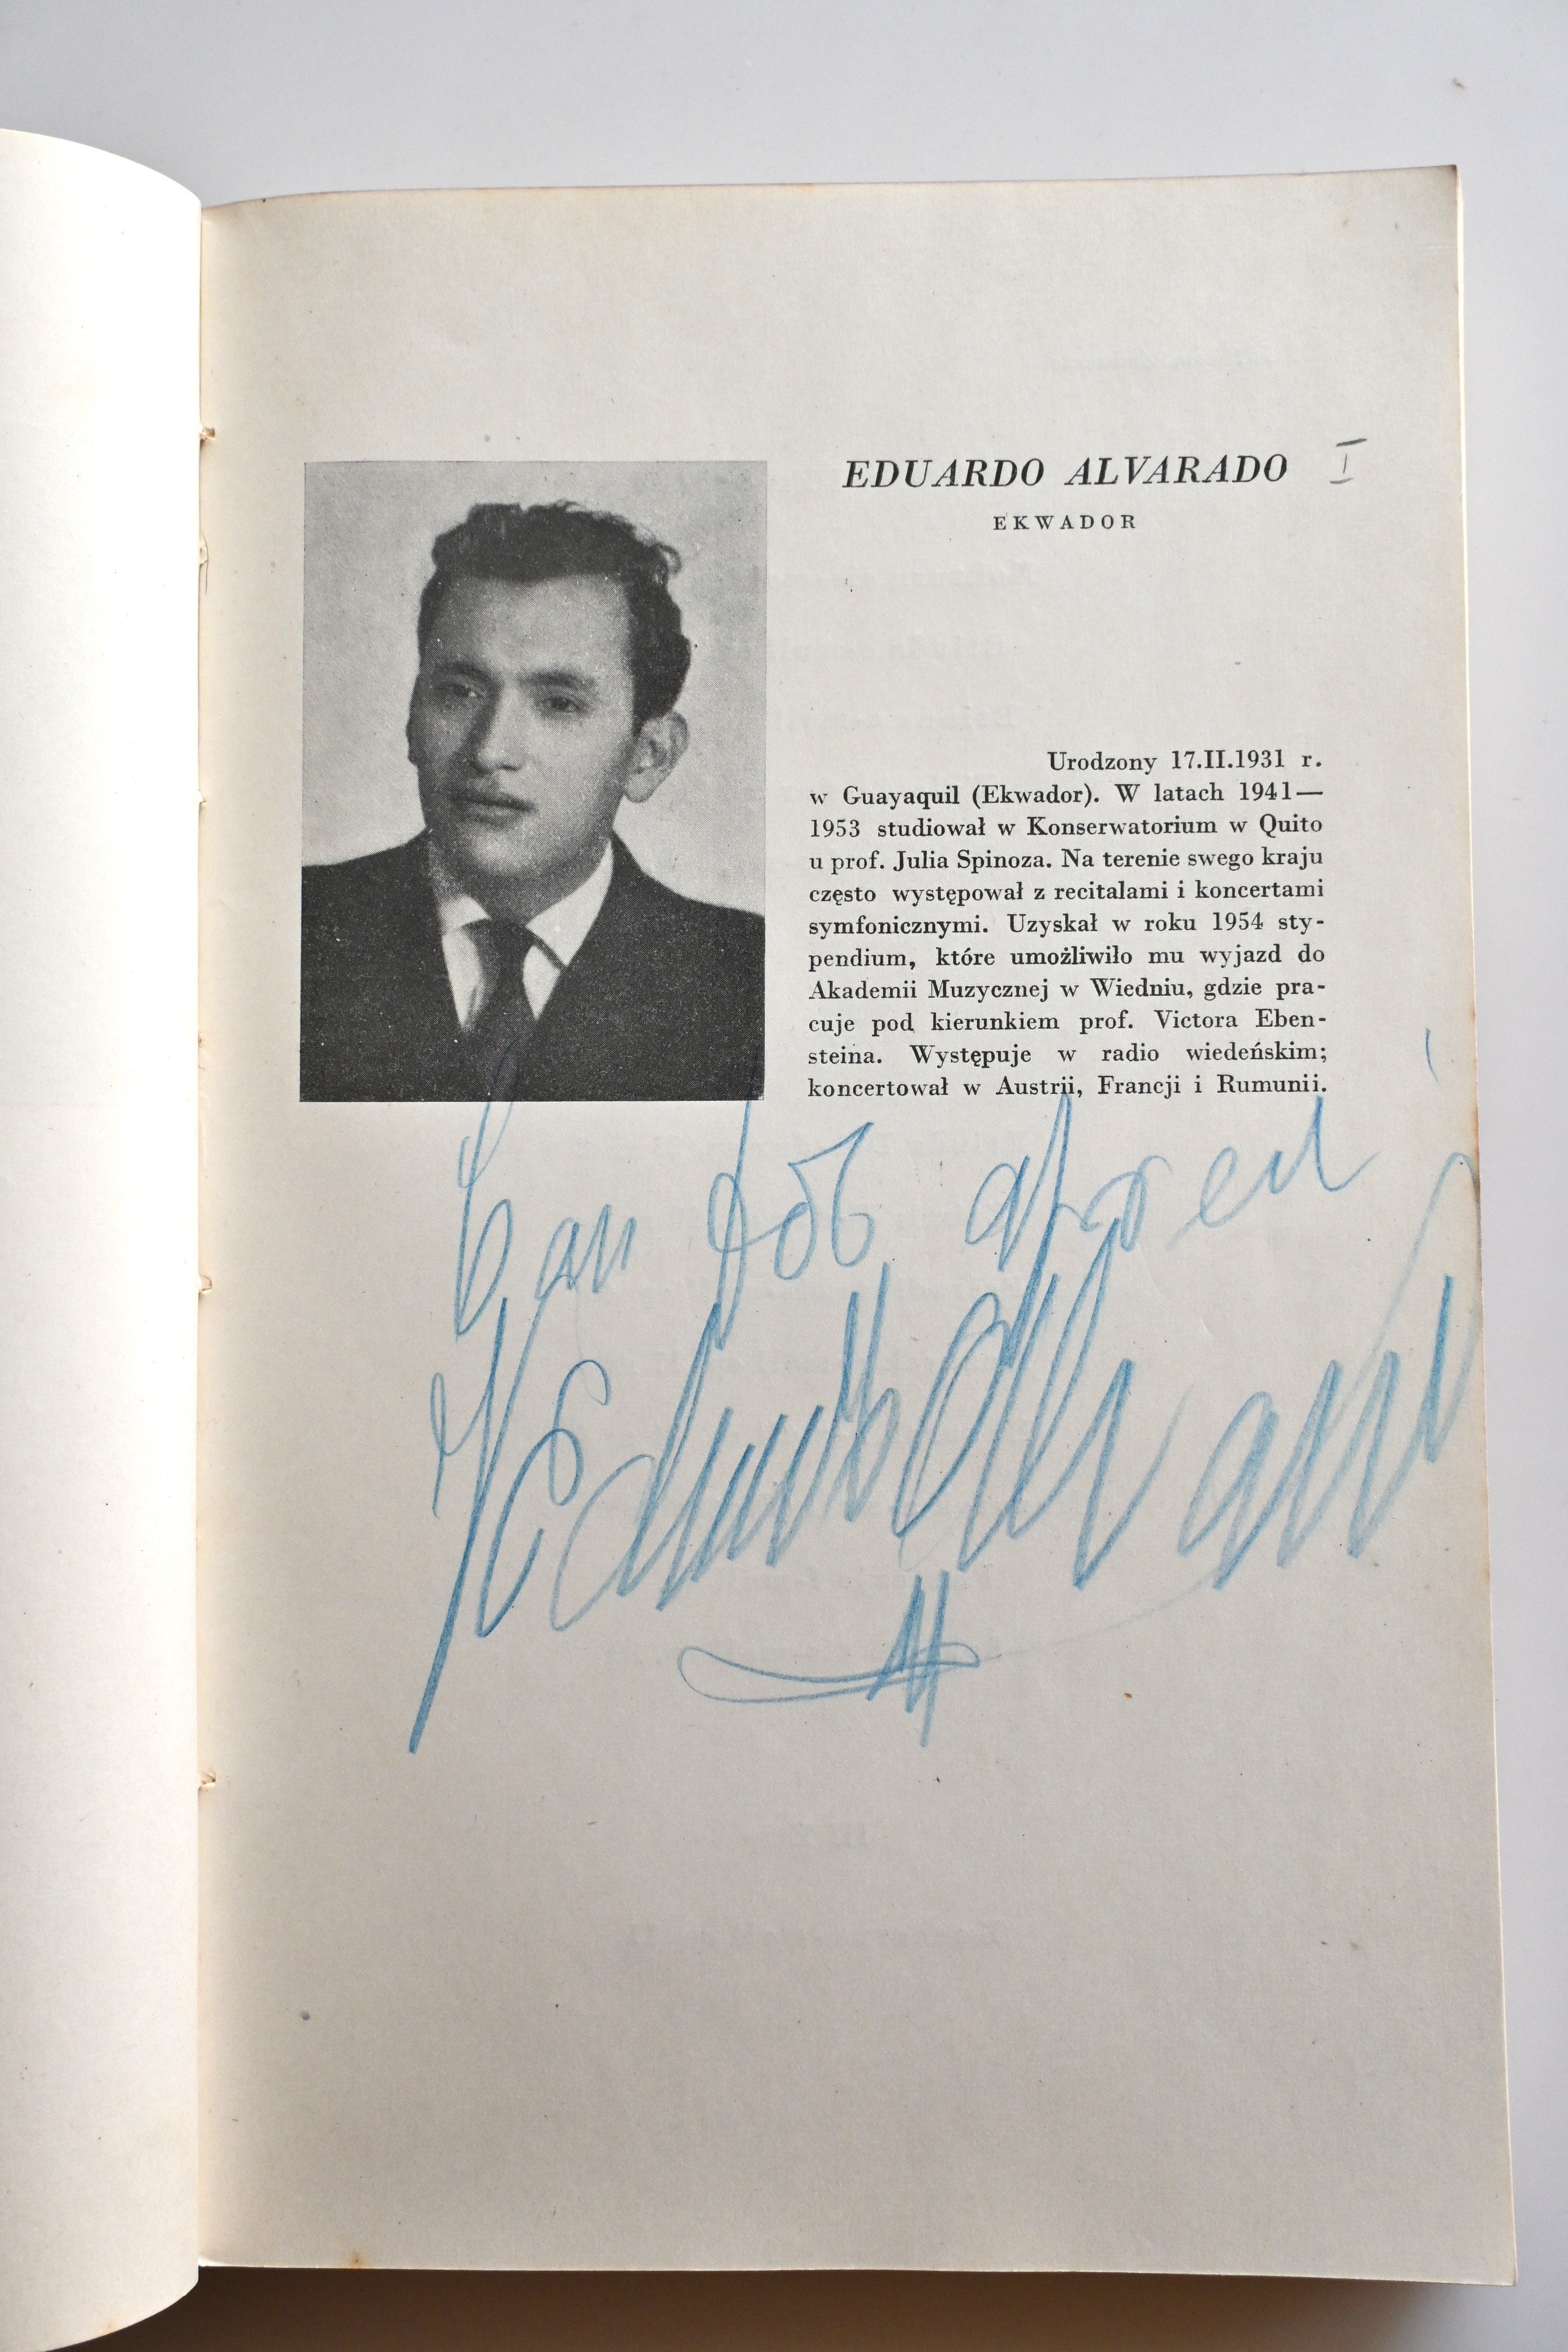 EDUARDO ALVARADO I
EKWADOR
Urodzony 17.II.1931 r.
w Guayaquil (Ekwador). W latach 1941—
1953 studiował w Konserwatorium w Quito
u prof. Julia Spinoza. Na terenie swego kraju
często występował z recitalami i koncertami
symfonicznymi. Uzyskał w roku 1954 sty-
pendium, które umożliwiło mu wyjazd do
Akademii Muzycznej w Wiedniu, gdzie pra-
cuje pod kierunkiem prof. Victora Eben-
steina. Występuje w radio wiedeńskim;
koncertował w Austrii, Francji i Rumunii.